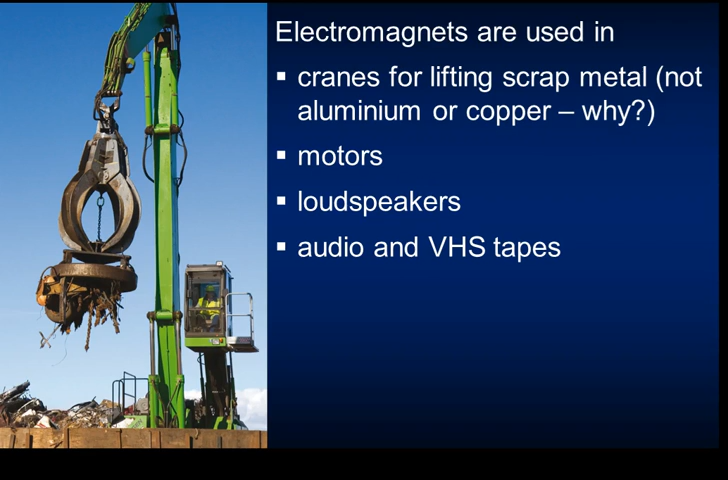 Electromagnets are used in
▪ cranes for lifting scrap metal (not
aluminium or copper – why?)
▪ motors
▪ loudspeakers
▪ audio and VHS tapes